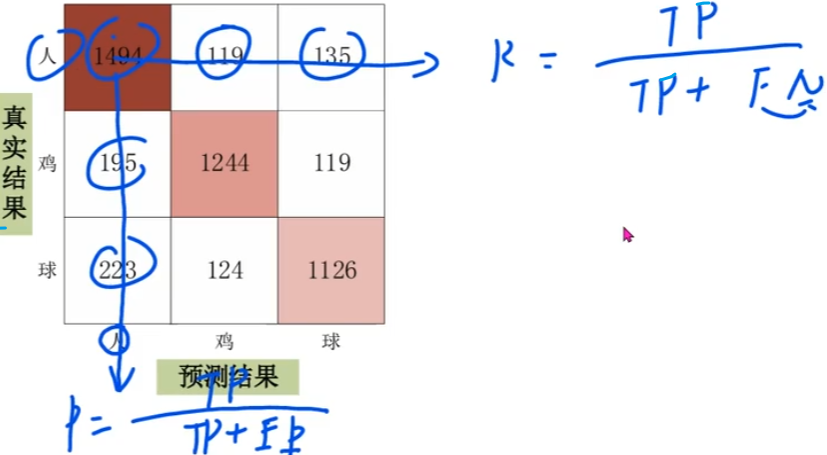 人 1494 119 135
R = TP / TP + FN
真实结果
鸡 195 1244 119
球 223 124 1126
人 鸡 球
预测结果
P = TP / TP + FP